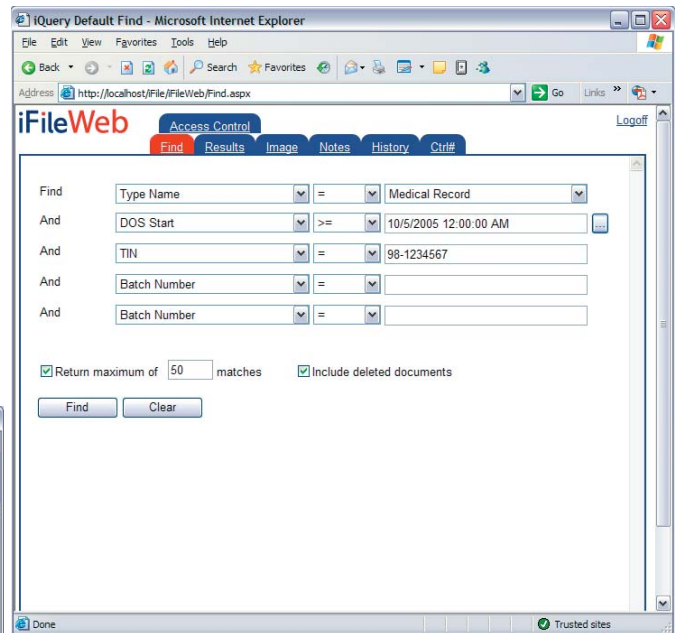 iQuery Default Find - Microsoft Internet Explorer
File Edit View Favorites Tools Help
Back Search Favorites
Address http://localhost/iFile/iFileWeb/Find.aspx Go Links »
iFileWeb Access Control Logoff
Find Results Image Notes History Ctrl#
Find Type Name = Medical Record
And DOS Start >= 10/5/2005 12:00:00 AM ...
And TIN = 98-1234567
And Batch Number =
And Batch Number =
Return maximum of 50 matches Include deleted documents
Find Clear
Done Trusted sites